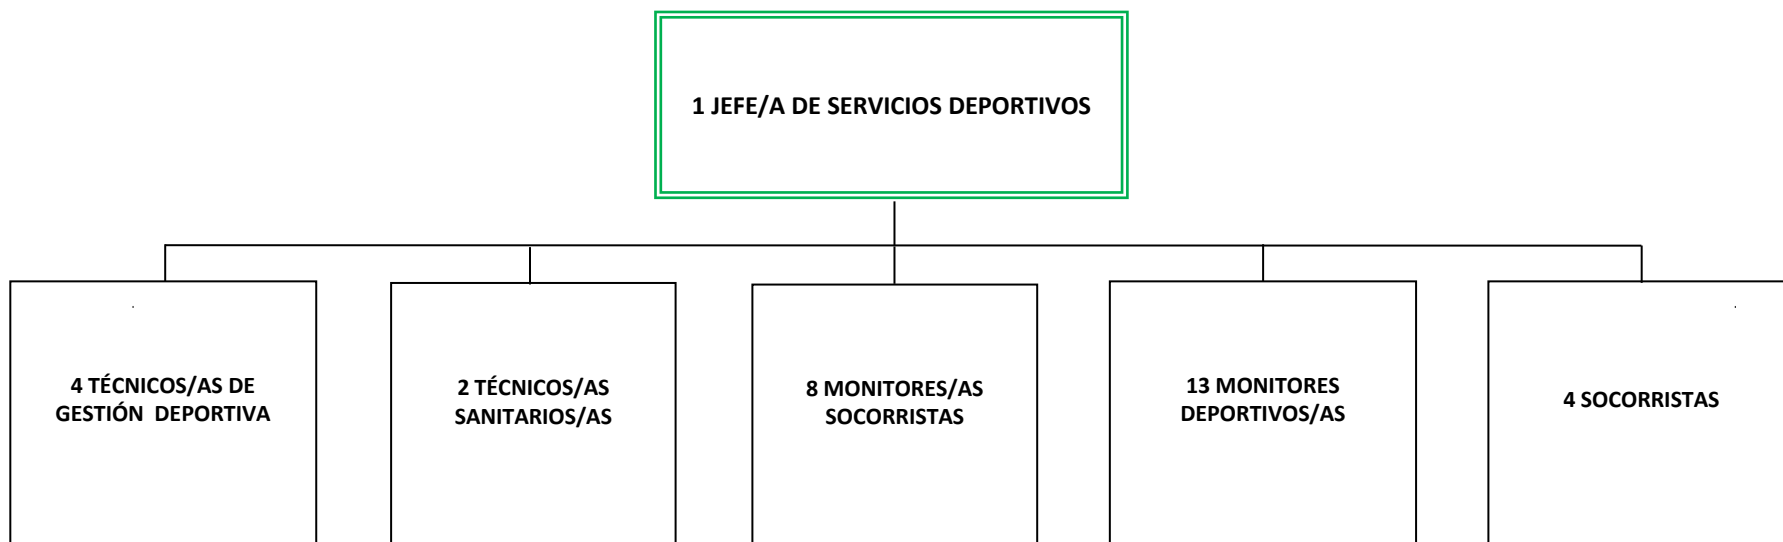 1 JEFE/A DE SERVICIOS DEPORTIVOS
4 TÉCNICOS/AS DE
GESTIÓN DEPORTIVA
2 TÉCNICOS/AS
SANITARIOS/AS
8 MONITORES/AS
SOCORRISTAS
13 MONITORES
DEPORTIVOS/AS
4 SOCORRISTAS